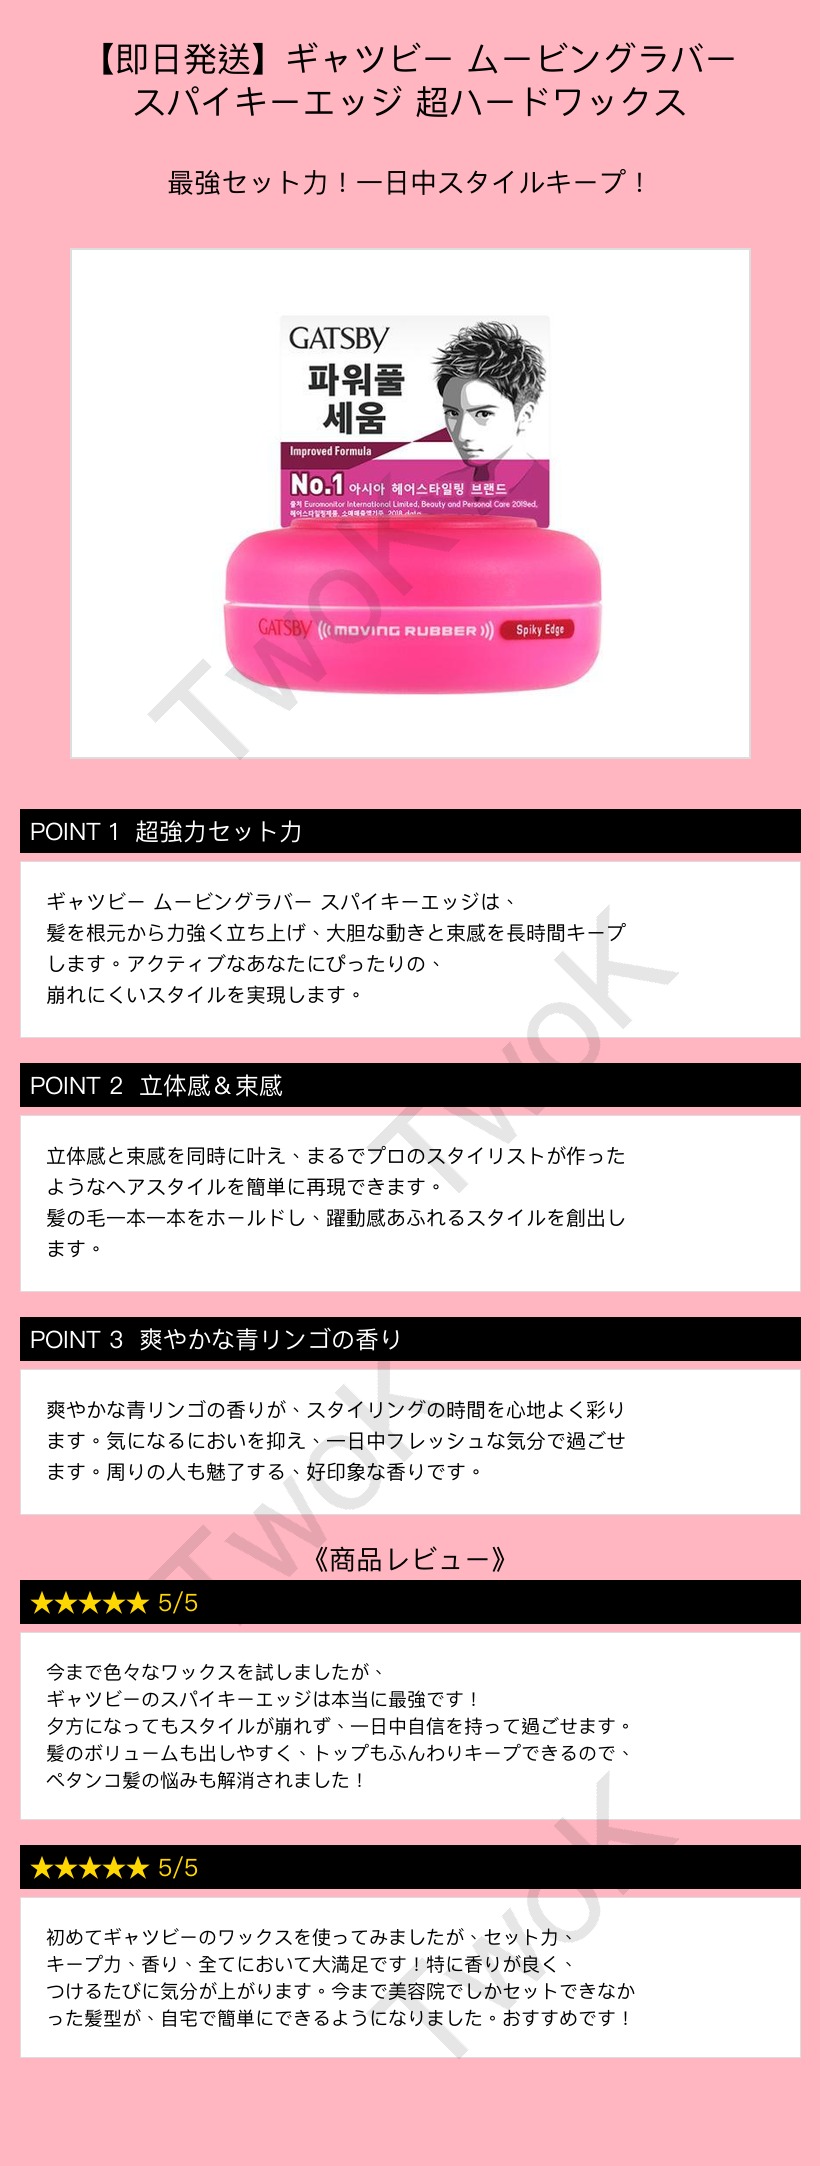 【即日発送】ギャツビー ムービングラバー
スパイキーエッジ 超ハードワックス
最強セット力！一日中スタイルキープ！
GATSBY
파워풀
세움
Improved Formula
No.1 아시아 헤어스타일링 브랜드
출처 Euromonitor International Limited, Beauty and Personal Care 2019ed,
헤어스타일링제품, 소매매출액기준, 2018 data
GATSBY ((( MOVING RUBBER ))) Spiky Edge
TwoK
POINT 1 超強力セット力
ギャツビー ムービングラバー スパイキーエッジは、
髪を根元から力強く立ち上げ、大胆な動きと束感を長時間キープ
します。アクティブなあなたにぴったりの、
崩れにくいスタイルを実現します。
TwoK
POINT 2 立体感＆束感
立体感と束感を同時に叶え、まるでプロのスタイリストが作った
ようなヘアスタイルを簡単に再現できます。
髪の毛一本一本をホールドし、躍動感あふれるスタイルを創出し
ます。
POINT 3 爽やかな青リンゴの香り
爽やかな青リンゴの香りが、スタイリングの時間を心地よく彩り
ます。気になるにおいを抑え、一日中フレッシュな気分で過ごせ
ます。周りの人も魅了する、好印象な香りです。
TwoK
《商品レビュー》
★★★★★ 5/5
今まで色々なワックスを試しましたが、
ギャツビーのスパイキーエッジは本当に最強です！
夕方になってもスタイルが崩れず、一日中自信を持って過ごせます。
髪のボリュームも出しやすく、トップもふんわりキープできるので、
ペタンコ髪の悩みも解消されました！
★★★★★ 5/5
初めてギャツビーのワックスを使ってみましたが、セット力、
キープ力、香り、全てにおいて大満足です！特に香りが良く、
つけるたびに気分が上がります。今まで美容院でしかセットできなか
った髪型が、自宅で簡単にできるようになりました。おすすめです！
TwoK